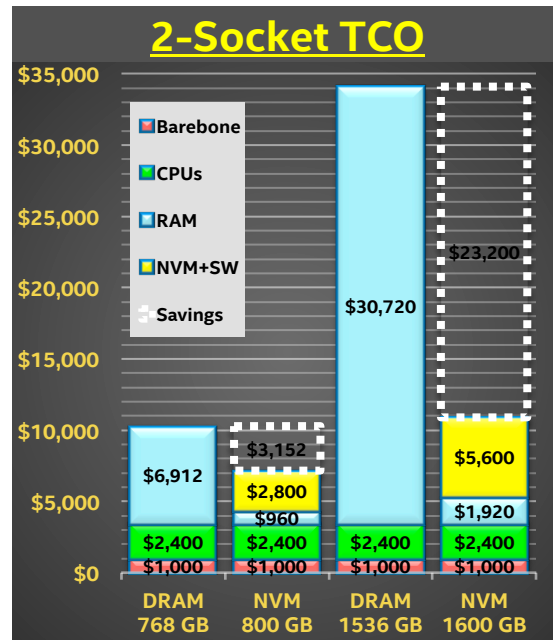 2-Socket TCO
$35,000
$30,000
$25,000
$20,000
$15,000
$10,000
$5,000
$0
Barebone
CPUs
RAM
NVM+SW
Savings
$6,912
$2,400
$1,000
$3,152
$2,800
$960
$2,400
$1,000
$30,720
$2,400
$1,000
$23,200
$5,600
$1,920
$2,400
$1,000
DRAM
768 GB
NVM
800 GB
DRAM
1536 GB
NVM
1600 GB